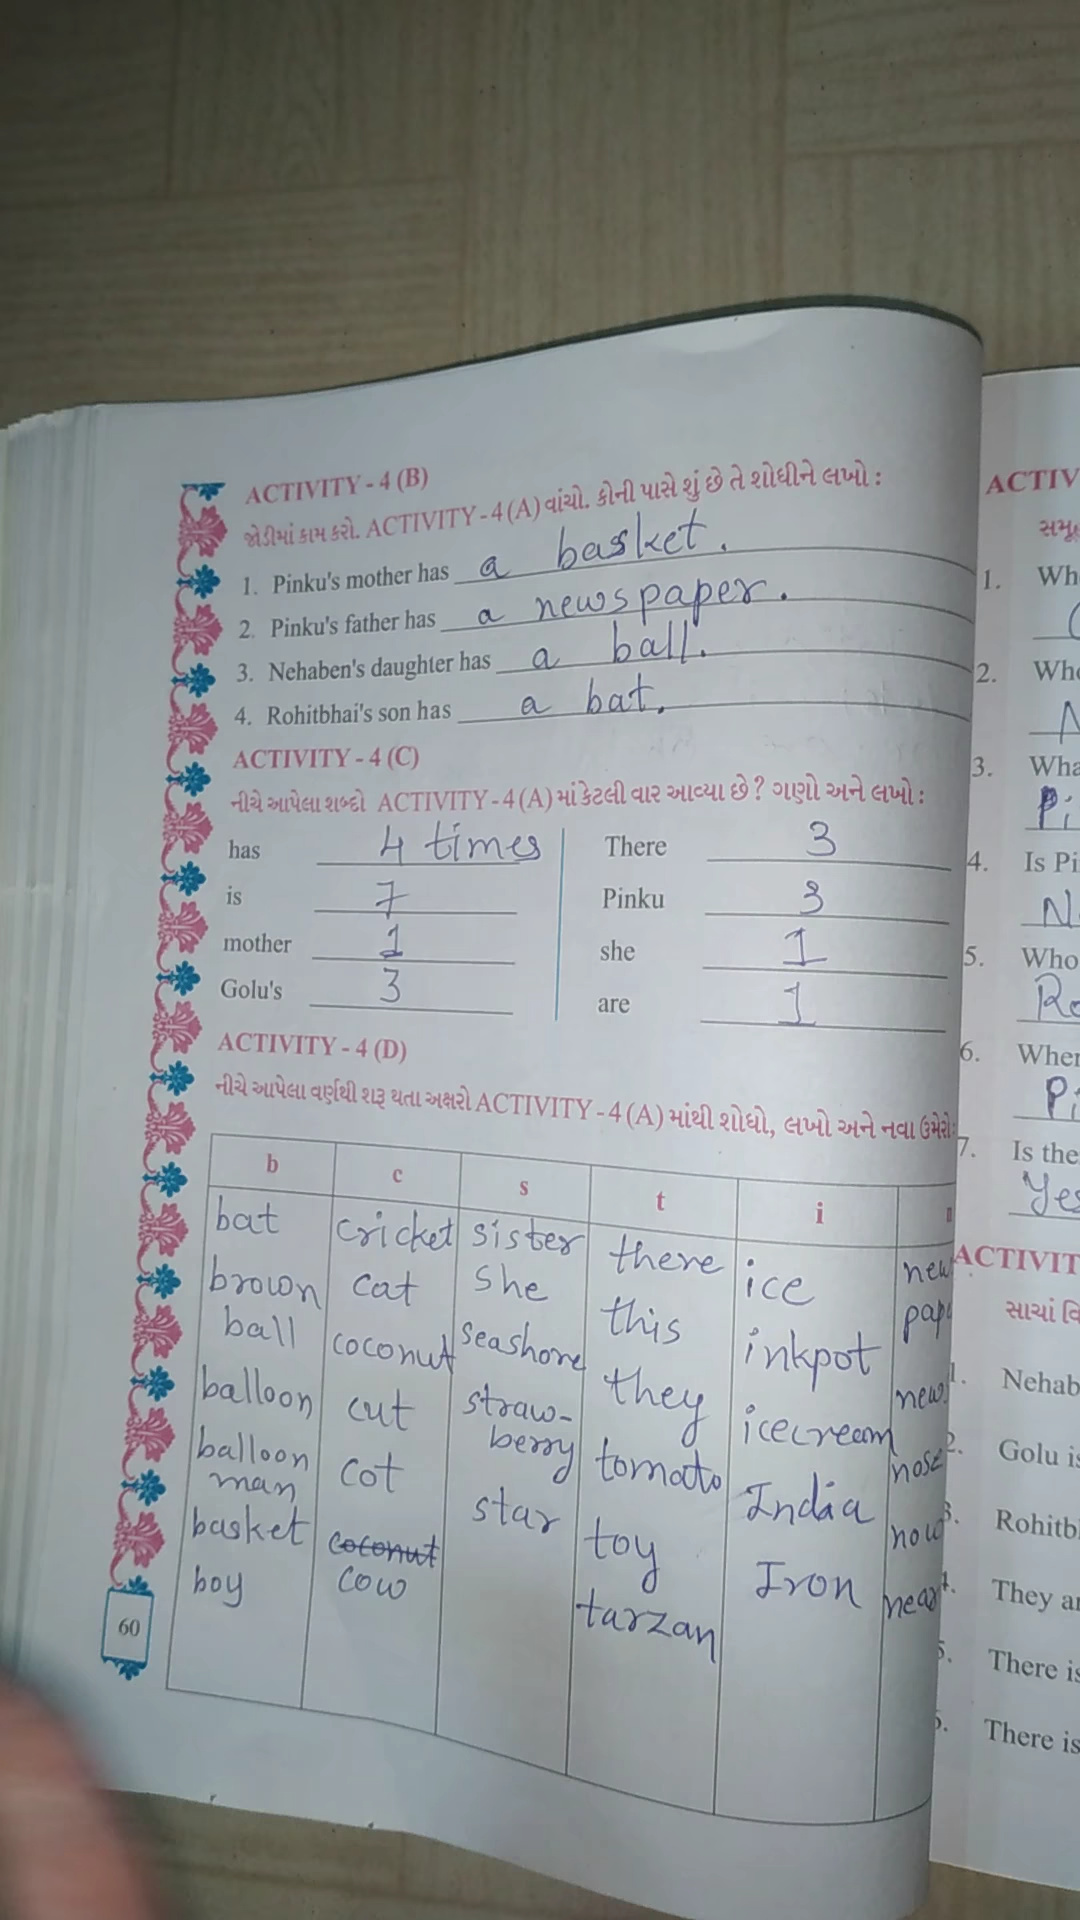 ACTIVITY - 4 (B)
જોડીમાં કામ કરો. ACTIVITY - 4 (A) વાંચો. કોની પાસે શું છે તે શોધીને લખો :
1. Pinku's mother has a basket.
2. Pinku's father has a newspaper.
3. Nehaben's daughter has a ball.
4. Rohitbhai's son has a bat.
ACTIVITY - 4 (C)
નીચે આપેલા શબ્દો ACTIVITY - 4 (A) માં કેટલી વાર આવ્યા છે? ગણો અને લખો :
has 4 times There 3
is 7 Pinku 3
mother 1 she 1
Golu's 3 are 1
ACTIVITY - 4 (D)
નીચે આપેલા વર્ણથી શરૂ થતા અક્ષરો ACTIVITY - 4 (A) માંથી શોધો, લખો અને નવા ઉમેરો:
b c s t i n
bat cricket sister there ice new
brown cat she this inkpot
ball coconut seashore they icecream
balloon cut straw-
berry tomato India nose
balloon
man cot star toy Iron
basket coconut tarzan
boy cow
60
ACTIV
1. Wh
2. Who
3. Wha
Pi
4. Is Pi
5. Who
6. When
Pi
7. Is the
Yes
ACTIVIT
સાચાં વિ
1. Nehab
2. Golu is
3. Rohitb
4. They ar
5. There is
6. There is